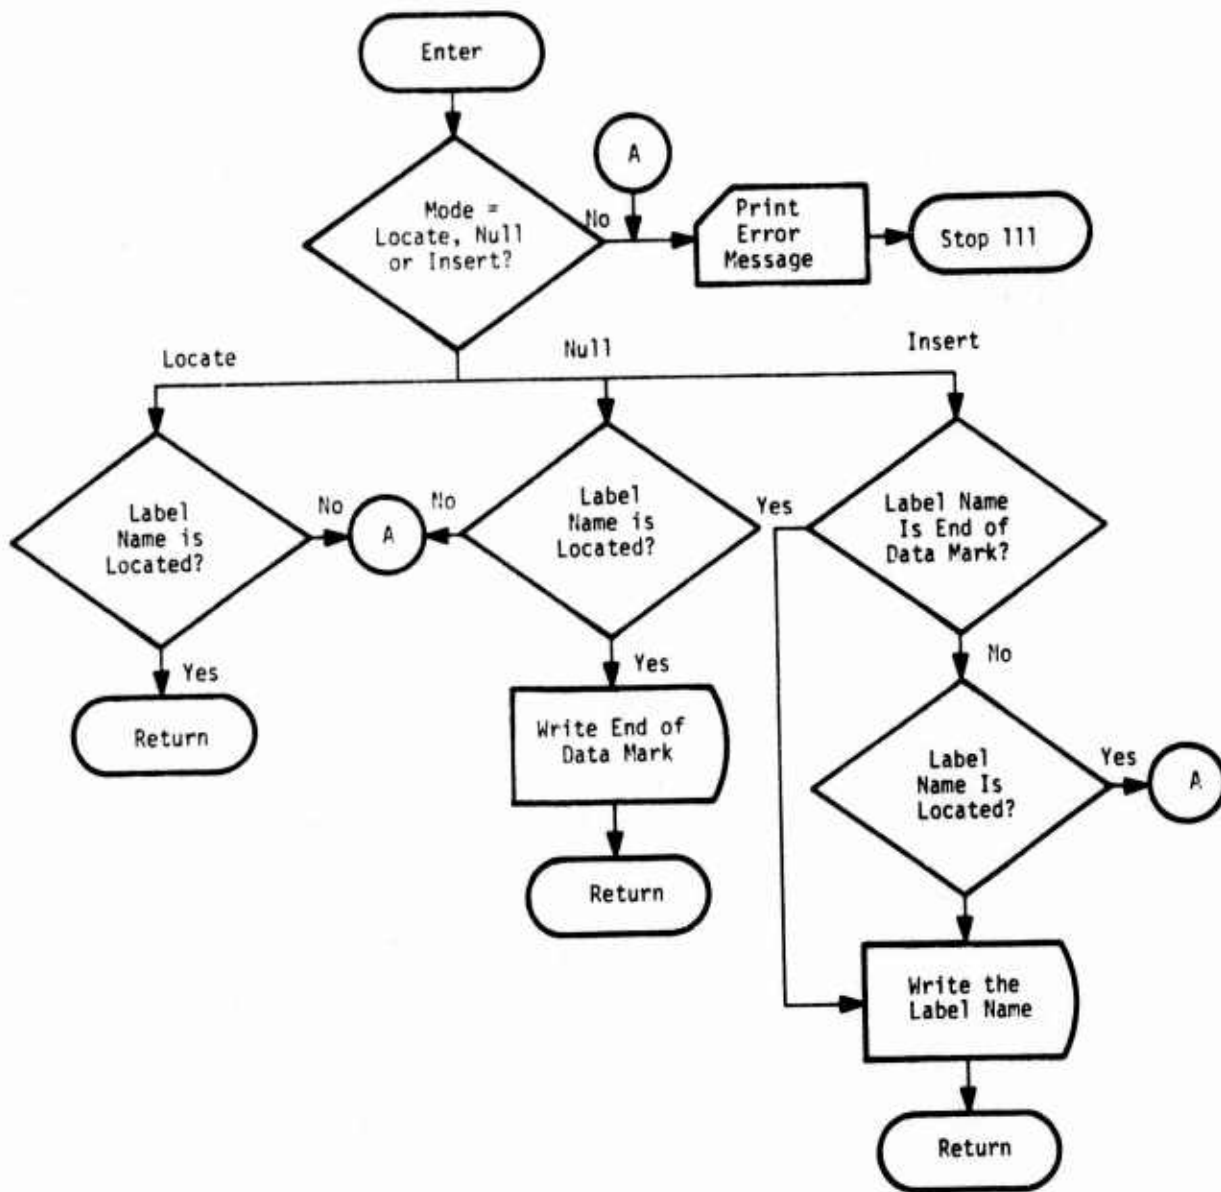 Enter
A
Mode =
Locate, Null
or Insert?
No
Print
Error
Message
Stop 111
Locate
Null
Insert
Label
Name is
Located?
No
A
No
Label
Name is
Located?
Yes
Label Name
Is End of
Data Mark?
Yes
Return
Yes
Write End of
Data Mark
No
Label
Name Is
Located?
Yes
A
Return
Write the
Label Name
Return